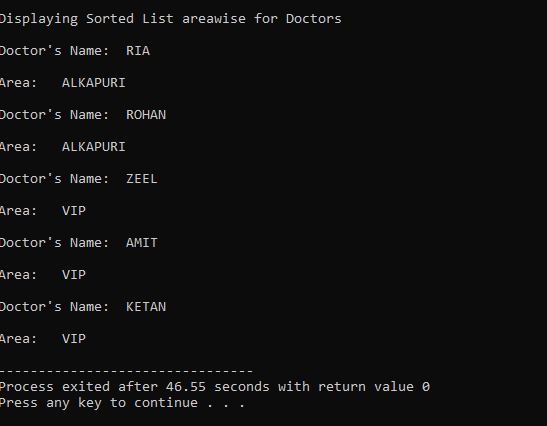 Displaying Sorted List areawise for Doctors
Doctor's Name:  RIA
Area:   ALKAPURI
Doctor's Name:  ROHAN
Area:   ALKAPURI
Doctor's Name:  ZEEL
Area:   VIP
Doctor's Name:  AMIT
Area:   VIP
Doctor's Name:  KETAN
Area:   VIP
--------------------------------
Process exited after 46.55 seconds with return value 0
Press any key to continue . . .